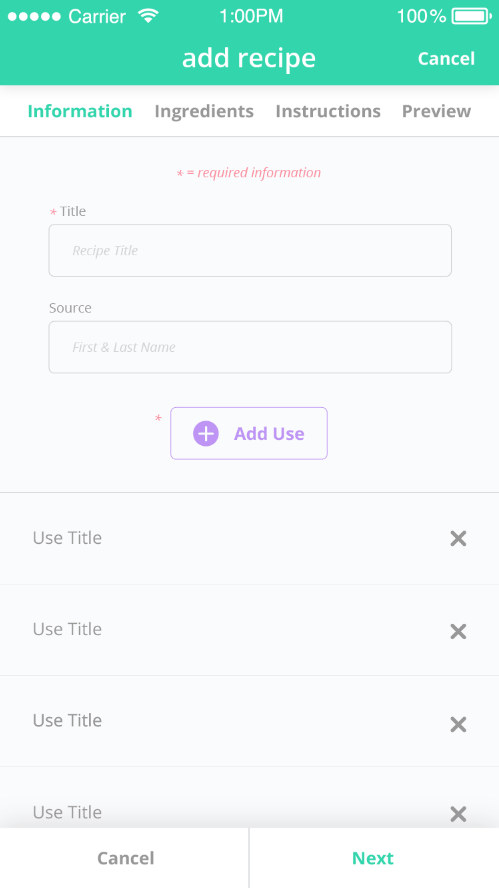 Carrier 1:00PM 100%
add recipe Cancel
Information Ingredients Instructions Preview
* = required information
* Title
Recipe Title
Source
First & Last Name
* Add Use
Use Title
Use Title
Use Title
Use Title
Cancel Next